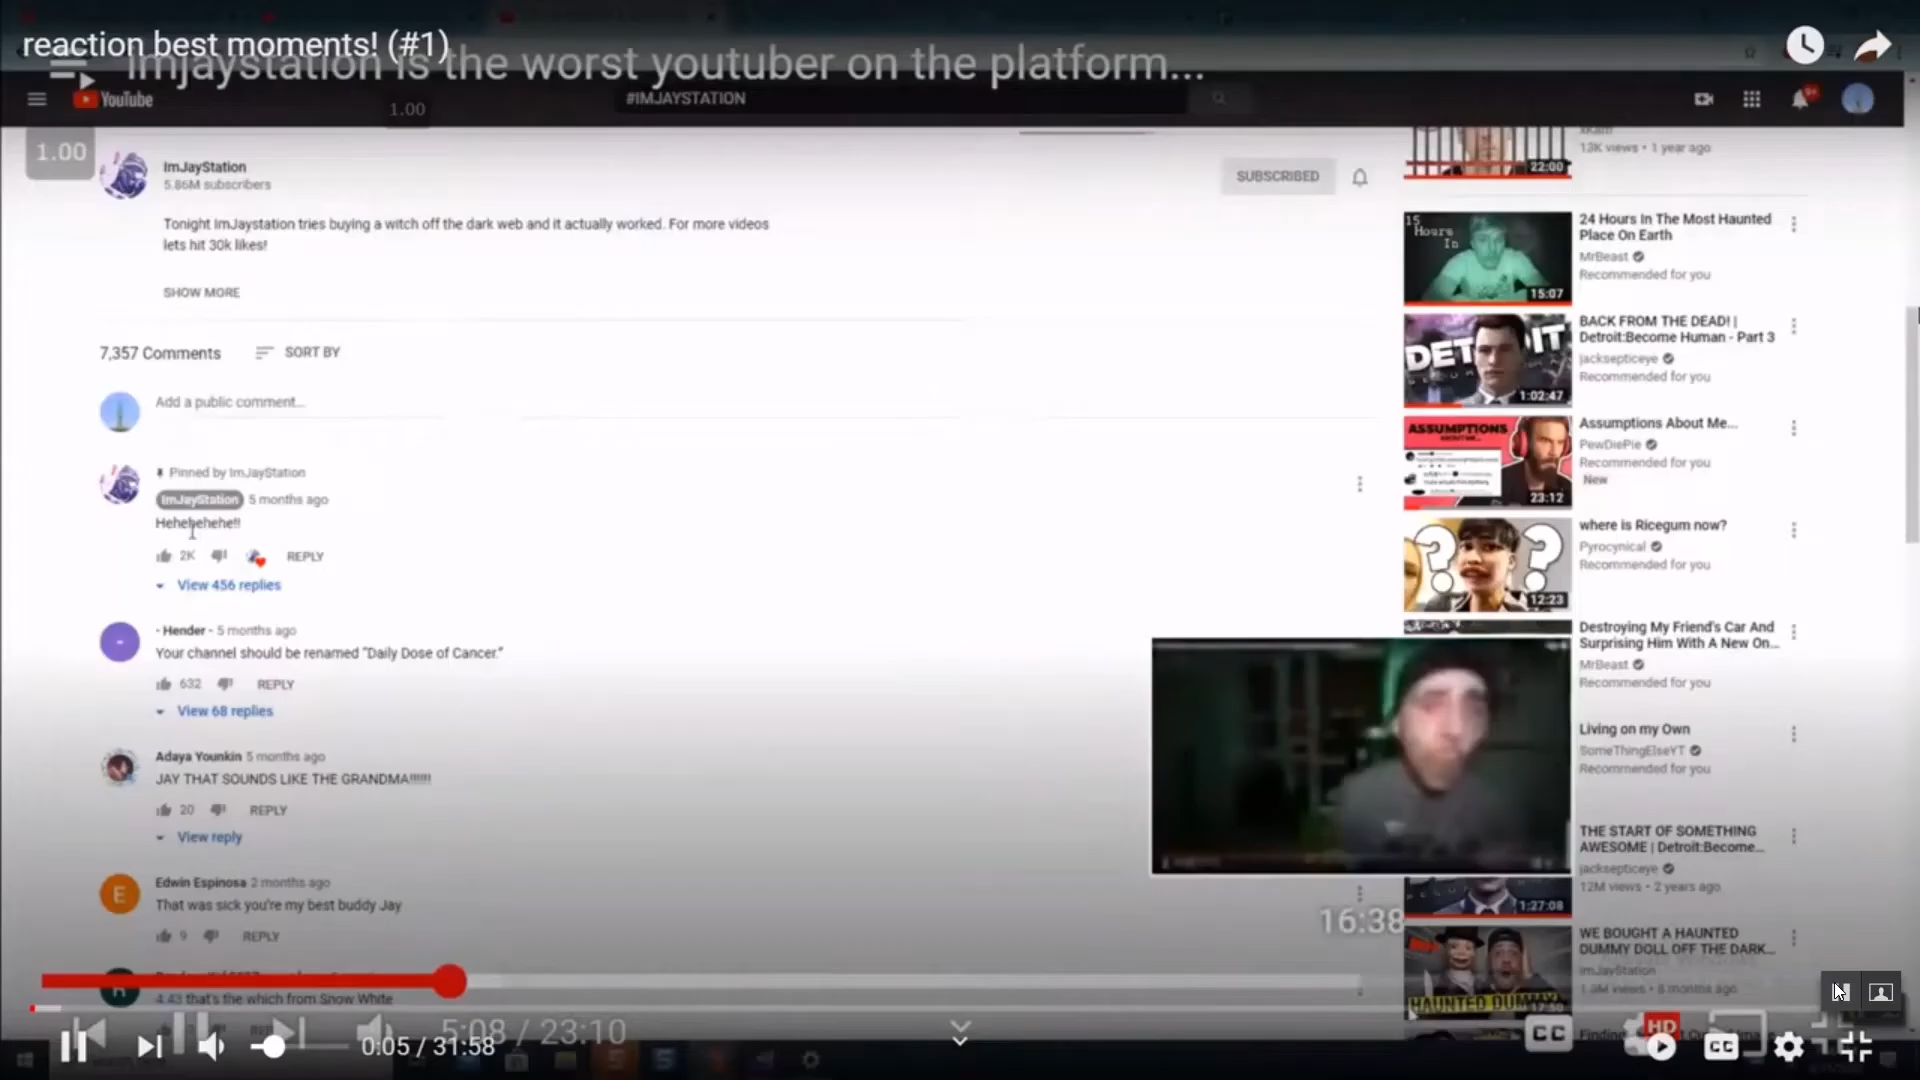 reaction best moments! (#1)
Imjaystation is the worst youtuber on the platform...
YouTube
1.00
#IMJAYSTATION
9+
1.00
ImJayStation
5.86M subscribers
SUBSCRIBED
Tonight ImJaystation tries buying a witch off the dark web and it actually worked. For more videos
lets hit 30k likes!
SHOW MORE
7,357 Comments
SORT BY
Add a public comment...
Pinned by ImJayStation
ImJayStation 5 months ago
Hehehehehe!!
2K REPLY
View 456 replies
- Hender - 5 months ago
Your channel should be renamed “Daily Dose of Cancer.”
632 REPLY
View 68 replies
Adaya Younkin 5 months ago
JAY THAT SOUNDS LIKE THE GRANDMA!!!!!!
20 REPLY
View reply
E
Edwin Espinosa 2 months ago
That was sick you're my best buddy Jay
9 REPLY
4:43 that's the which from Snow White
13K views • 1 year ago
22:00
15
Hours
In
15:07
24 Hours In The Most Haunted
Place On Earth
MrBeast
Recommended for you
DETROIT
1:02:47
BACK FROM THE DEAD! |
Detroit:Become Human - Part 3
jacksepticeye
Recommended for you
ASSUMPTIONS
ABOUT ME...
23:12
Assumptions About Me...
PewDiePie
Recommended for you
New
? ?
12:23
where is Ricegum now?
Pyrocynical
Recommended for you
Destroying My Friend's Car And
Surprising Him With A New On...
MrBeast
Recommended for you
Living on my Own
SomeThingElseYT
Recommended for you
THE START OF SOMETHING
AWESOME | Detroit:Become...
jacksepticeye
12M views • 2 years ago
1:27:08
16:38
HAUNTED DUMMY
WE BOUGHT A HAUNTED
DUMMY DOLL OFF THE DARK...
ImJayStation
1.3M views • 8 months ago
5:08 / 23:10
0:05 / 31:58
CC
HD
CC